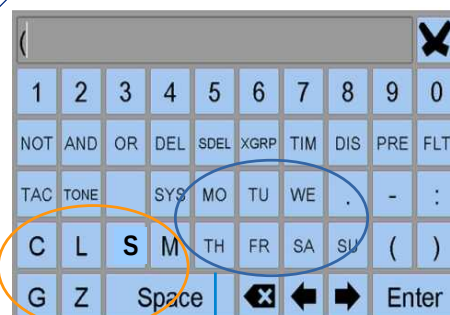 (
1 2 3 4 5 6 7 8 9 0
NOT AND OR DEL SDEL XGRP TIM DIS PRE FLT
TAC TONE SYS MO TU WE . - :
C L S M TH FR SA SU ( )
G Z Space Enter